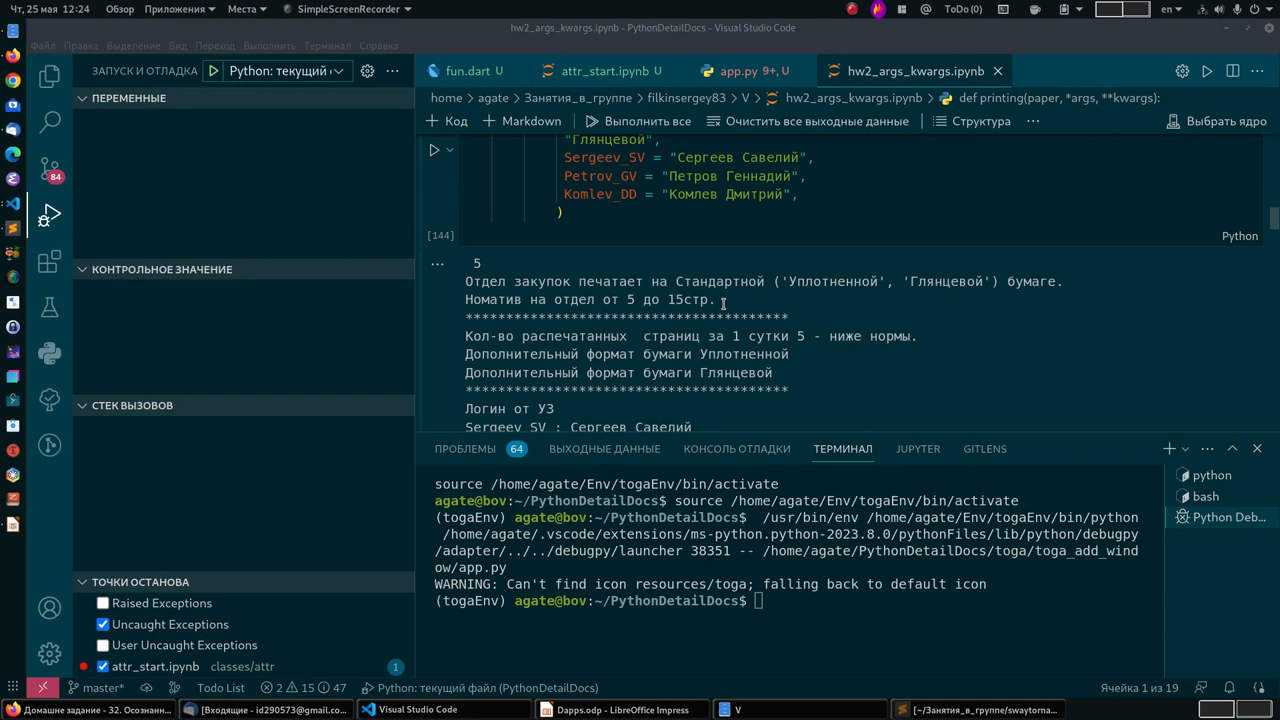 Чт, 25 мая 12:24 Обзор Приложения Места SimpleScreenRecorder ToDo(0) en
hw2_args_kwargs.ipynb - PythonDetailDocs - Visual Studio Code
Файл Правка Выделение Вид Переход Выполнить Терминал Справка
ЗАПУСК И ОТЛАДКА Python: текущий
fun.dart U attr_start.ipynb U app.py 9+, U hw2_args_kwargs.ipynb
ПЕРЕМЕННЫЕ
home > agate > Занятия_в_группе > filkinsergey83 > V > hw2_args_kwargs.ipynb > def printing(paper, *args, **kwargs):
+ Код + Markdown Выполнить все Очистить все выходные данные Структура ... Выбрать ядро
"Глянцевой",
Sergeev_SV = "Сергеев Савелий",
Petrov_GV = "Петров Геннадий",
Komlev_DD = "Комлев Дмитрий",
)
[144] Python
84
КОНТРОЛЬНОЕ ЗНАЧЕНИЕ
... 5
Отдел закупок печатает на Стандартной ('Уплотненной', 'Глянцевой') бумаге.
Номатив на отдел от 5 до 15стр.
****************************************
Кол-во распечатанных  страниц за 1 сутки 5 - ниже нормы.
Дополнительный формат бумаги Уплотненной
Дополнительный формат бумаги Глянцевой
****************************************
Логин от УЗ
Sergeev_SV : Сергеев Савелий
СТЕК ВЫЗОВОВ
ПРОБЛЕМЫ 64 ВЫХОДНЫЕ ДАННЫЕ КОНСОЛЬ ОТЛАДКИ ТЕРМИНАЛ JUPYTER GITLENS
source /home/agate/Env/togaEnv/bin/activate
agate@bov:~/PythonDetailDocs$ source /home/agate/Env/togaEnv/bin/activate
(togaEnv) agate@bov:~/PythonDetailDocs$  /usr/bin/env /home/agate/Env/togaEnv/bin/python
/home/agate/.vscode/extensions/ms-python.python-2023.8.0/pythonFiles/lib/python/debugpy
/adapter/../../debugpy/launcher 38351 -- /home/agate/PythonDetailDocs/toga/toga_add_wind
ow/app.py
WARNING: Can't find icon resources/toga; falling back to default icon
(togaEnv) agate@bov:~/PythonDetailDocs$
python
bash
Python Deb...
ТОЧКИ ОСТАНОВА
Raised Exceptions
Uncaught Exceptions
User Uncaught Exceptions
attr_start.ipynb classes/attr 1
master* Todo List 2 15 47 Python: текущий файл (PythonDetailDocs) Ячейка 1 из 19
Домашне задание - 32. Осознанн... [Входящие - id290573@gmail.co... Visual Studio Code Dapps.odp - LibreOffice Impress V [~/Занятия_в_группе/swaytorna...